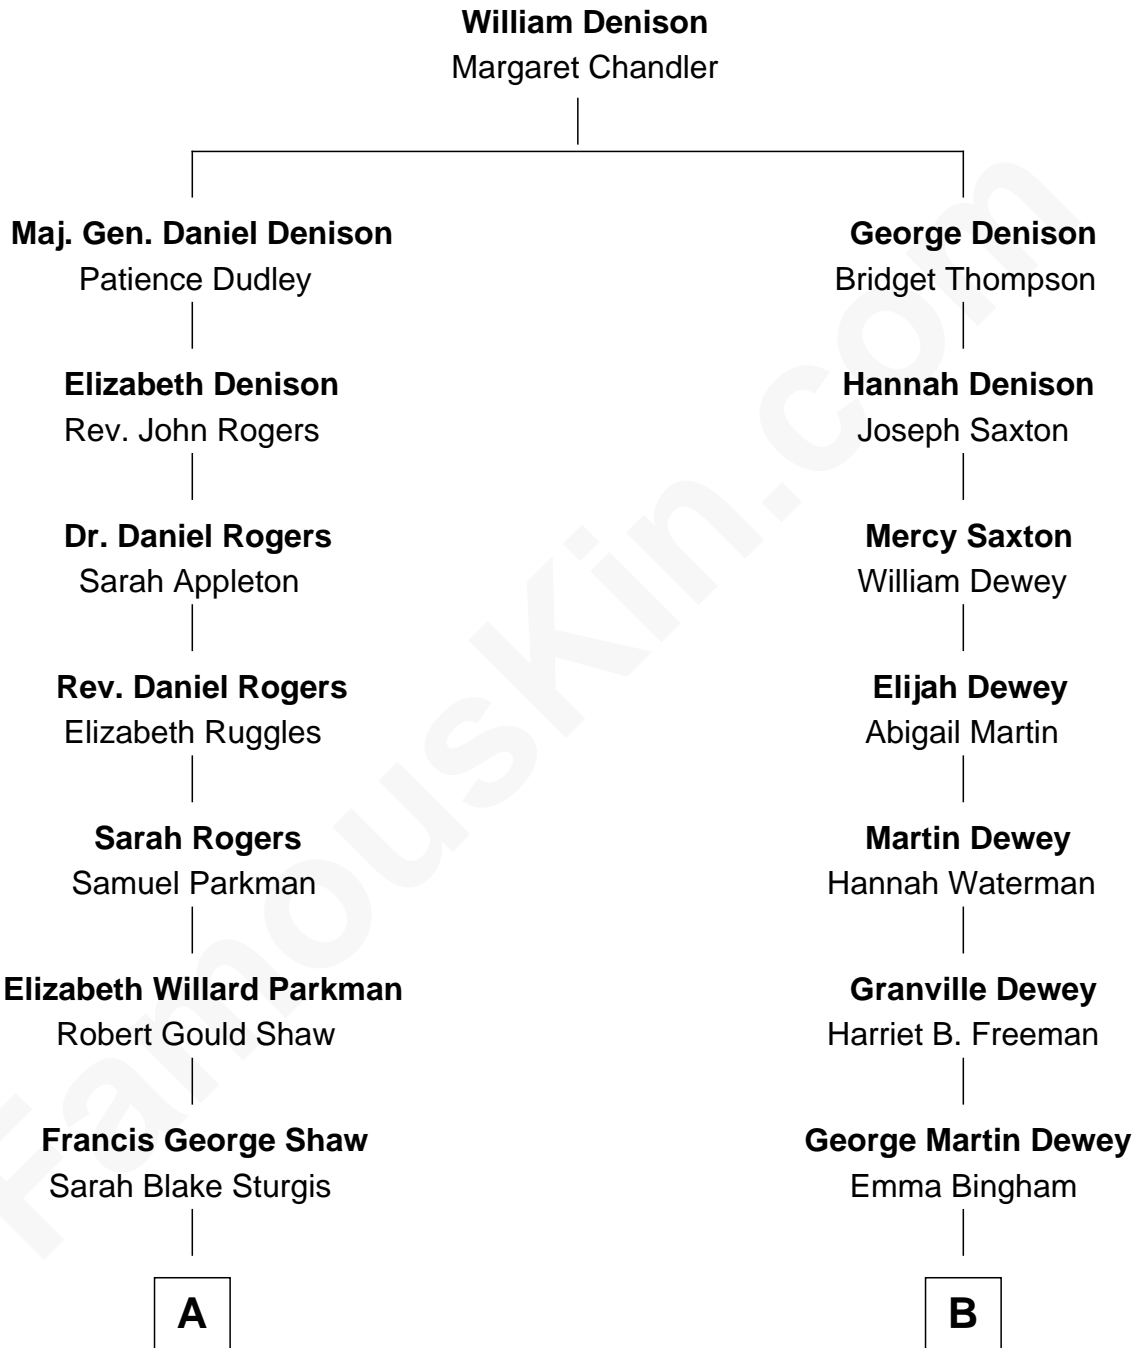 William Denison
Margaret Chandler
Maj. Gen. Daniel Denison
Patience Dudley
George Denison
Bridget Thompson
Elizabeth Denison
Rev. John Rogers
Hannah Denison
Joseph Saxton
Dr. Daniel Rogers
Sarah Appleton
Mercy Saxton
William Dewey
Rev. Daniel Rogers
Elizabeth Ruggles
Elijah Dewey
Abigail Martin
Sarah Rogers
Samuel Parkman
Martin Dewey
Hannah Waterman
Elizabeth Willard Parkman
Robert Gould Shaw
Granville Dewey
Harriet B. Freeman
Francis George Shaw
Sarah Blake Sturgis
George Martin Dewey
Emma Bingham
A
B
FamousKin.com